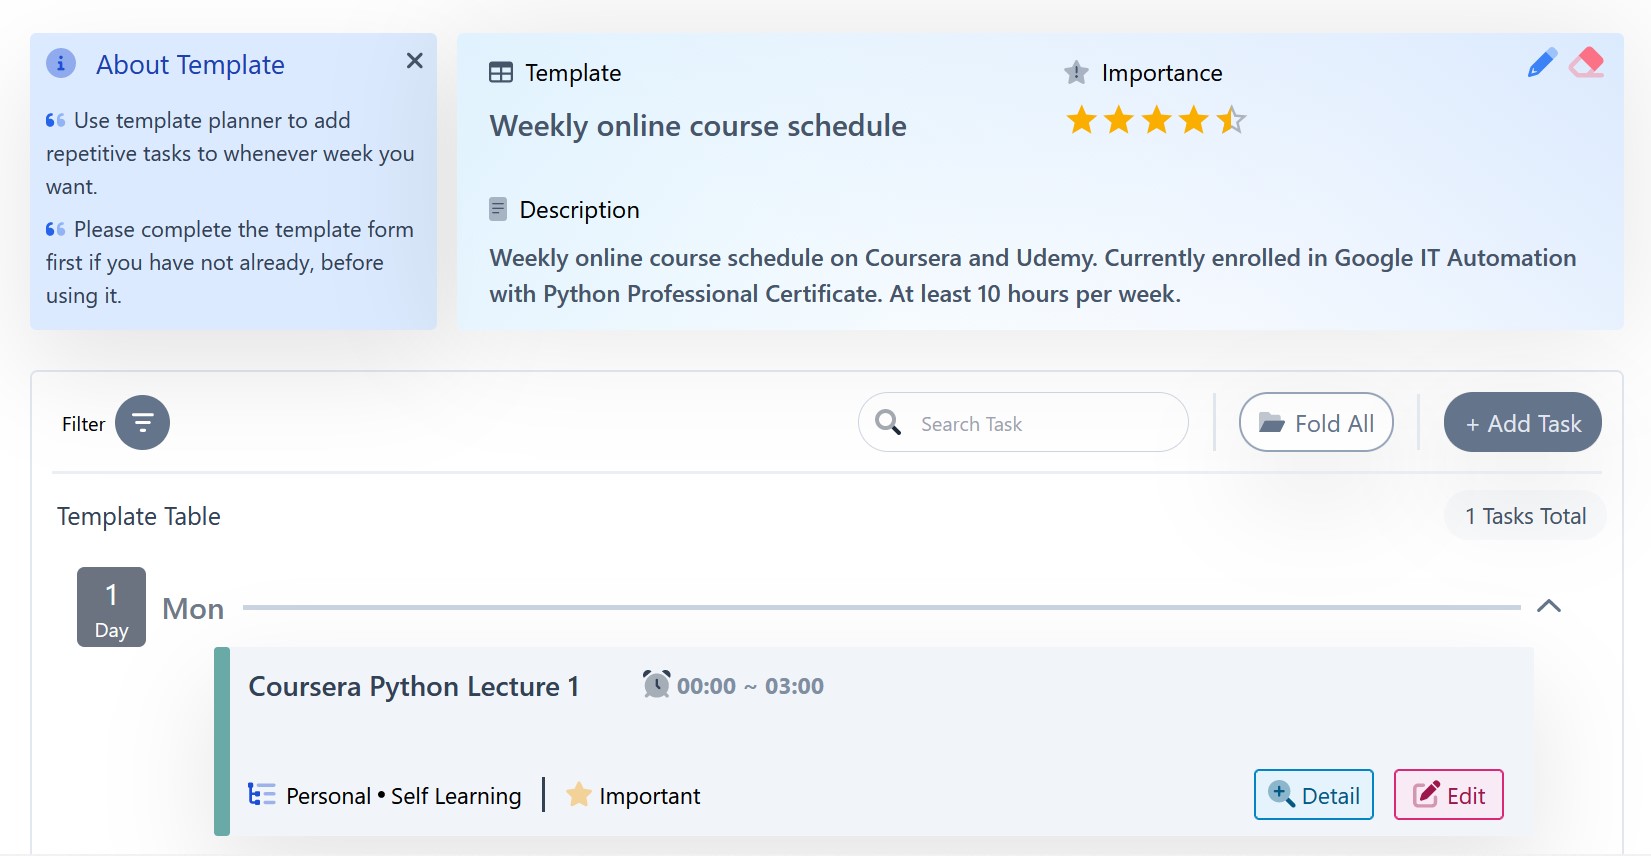 About Template
Use template planner to add
repetitive tasks to whenever week you
want.
Please complete the template form
first if you have not already, before
using it.
Template
Weekly online course schedule
Importance
Description
Weekly online course schedule on Coursera and Udemy. Currently enrolled in Google IT Automation
with Python Professional Certificate. At least 10 hours per week.
Filter
Search Task
Fold All
+ Add Task
Template Table
1 Tasks Total
1
Day
Mon
Coursera Python Lecture 1
00:00 ~ 03:00
Personal • Self Learning
Important
Detail
Edit